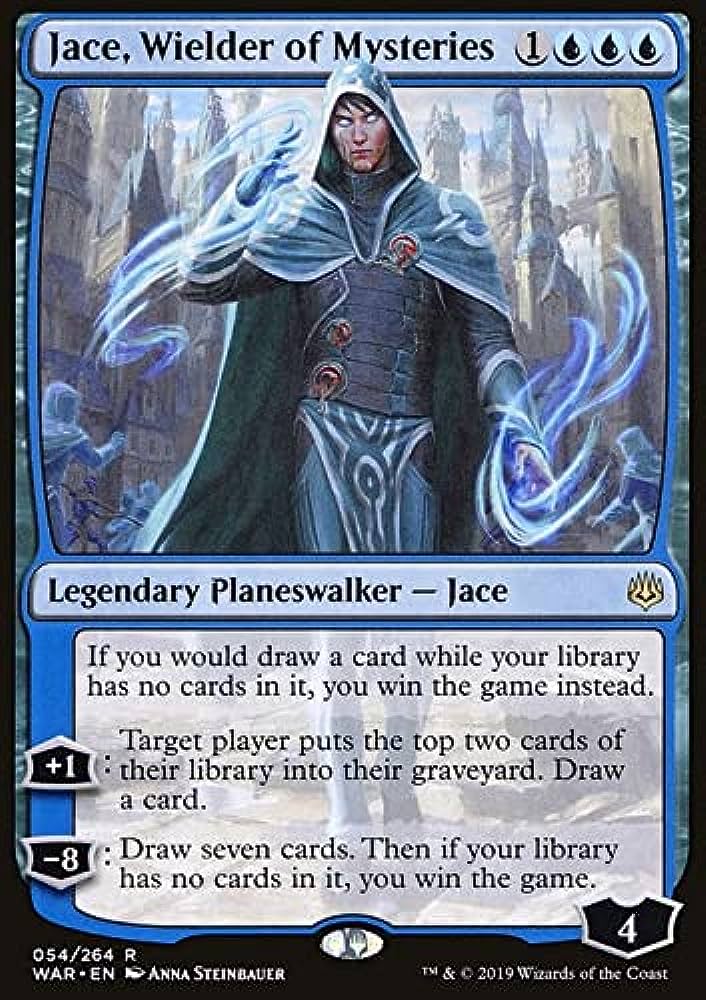 Jace, Wielder of Mysteries 1
Legendary Planeswalker — Jace
If you would draw a card while your library
has no cards in it, you win the game instead.
+1: Target player puts the top two cards of
their library into their graveyard. Draw
a card.
−8: Draw seven cards. Then if your library
has no cards in it, you win the game.
4
054/264 R
WAR • EN Anna Steinbauer
™ & © 2019 Wizards of the Coast